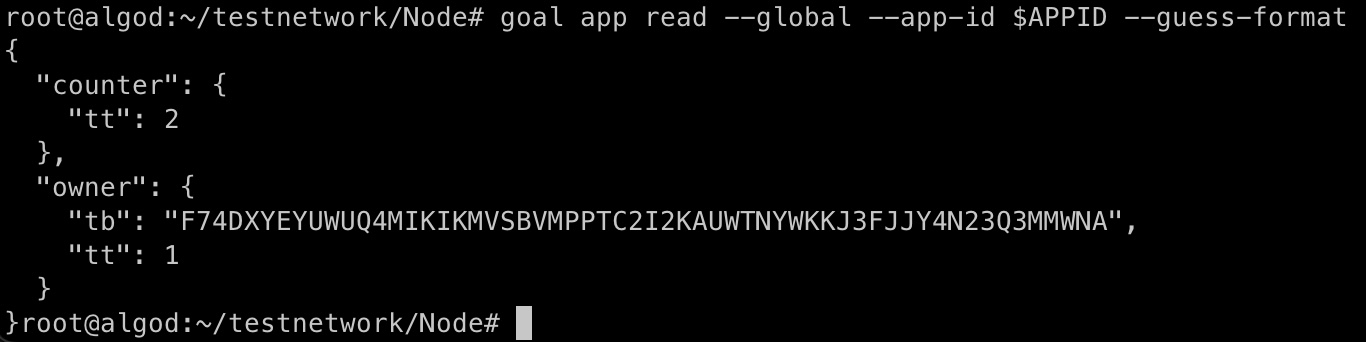 root@algod:~/testnetwork/Node# goal app read --global --app-id $APPID --guess-format
{
  "counter": {
    "tt": 2
  },
  "owner": {
    "tb": "F74DXYEYUWUQ4MIKIKMVSBVMPPTC2I2KAUWTNYWKKJ3FJJY4N23Q3MMWNA",
    "tt": 1
  }
}root@algod:~/testnetwork/Node#